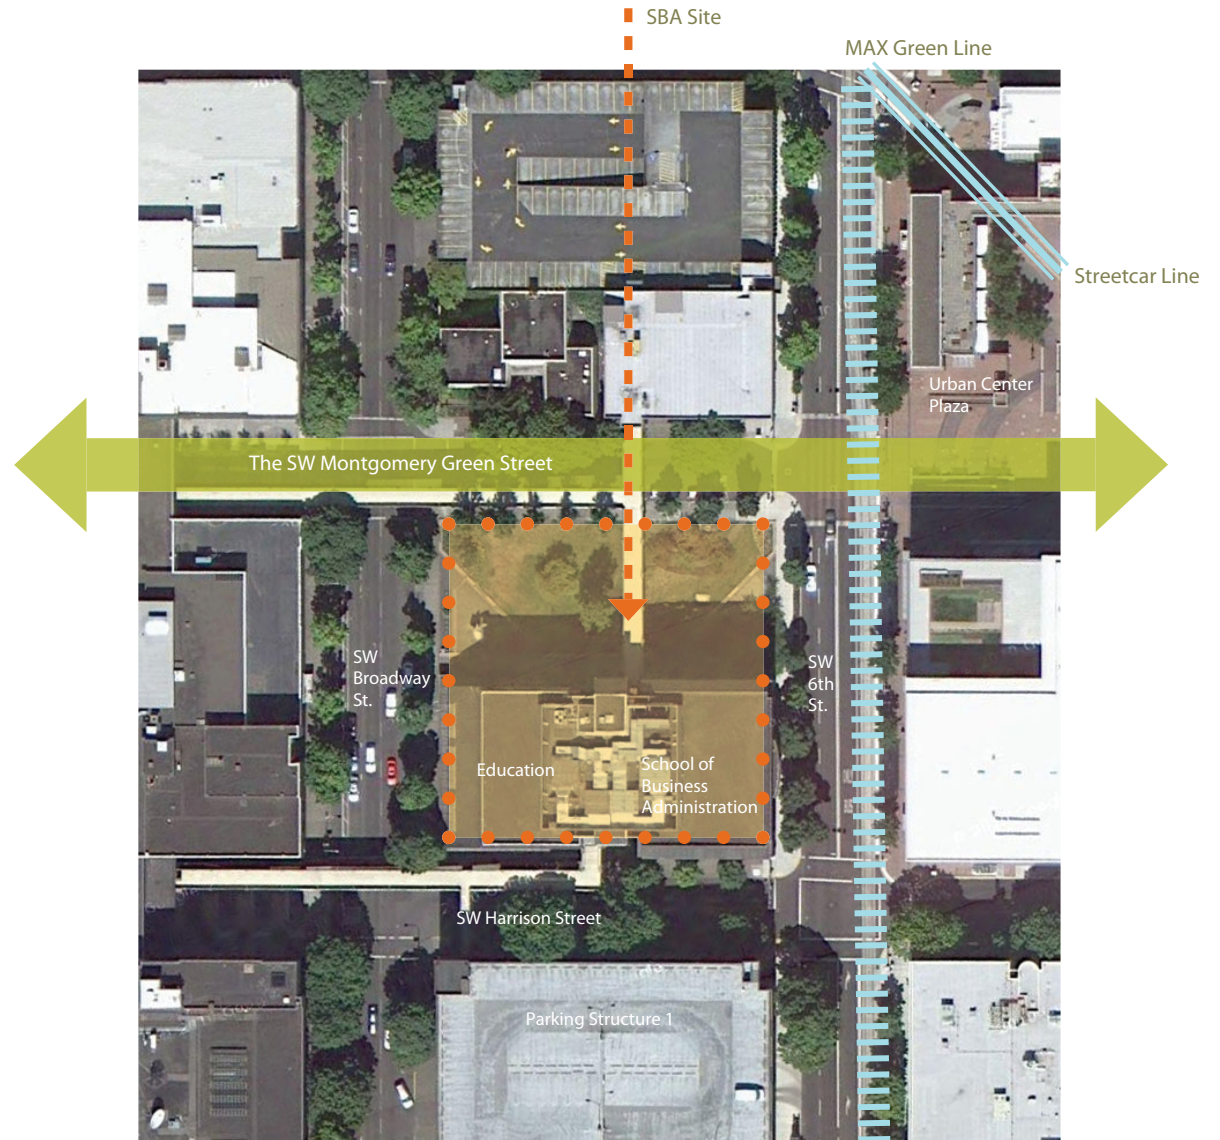 SBA Site
MAX Green Line
Streetcar Line
Urban Center
Plaza
The SW Montgomery Green Street
SW
Broadway
St.
SW
6th
St.
Education
School of
Business
Administration
SW Harrison Street
Parking Structure 1